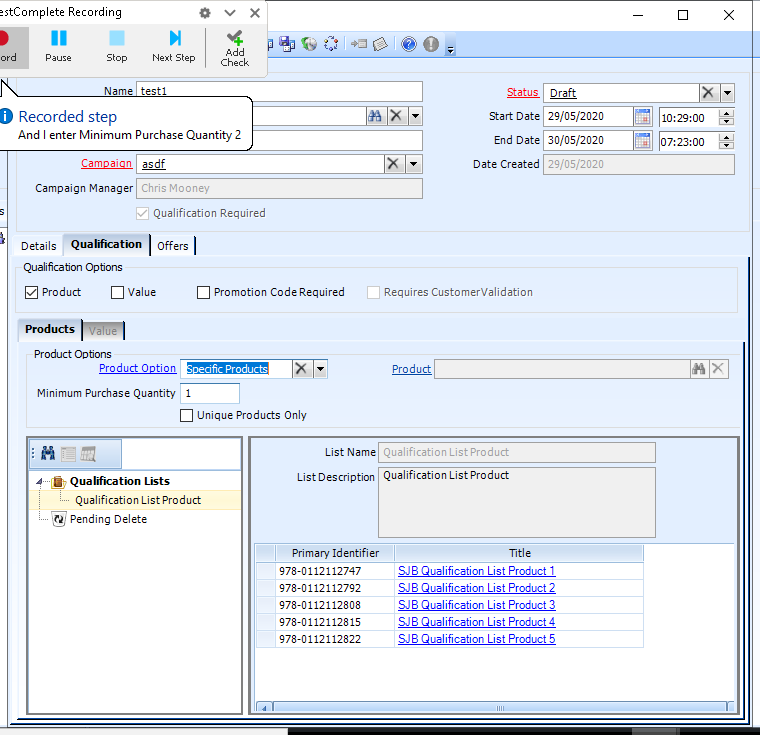 estComplete Recording
ord
Pause
Stop
Next Step
Add
Check
Recorded step
And I enter Minimum Purchase Quantity 2
Name test1
Status Draft
Start Date 29/05/2020 10:29:00
End Date 30/05/2020 07:23:00
Campaign asdf
Date Created 29/05/2020
Campaign Manager Chris Mooney
Qualification Required
Details Qualification Offers
Qualification Options
Product Value Promotion Code Required Requires CustomerValidation
Products Value
Product Options
Product Option Specific Products Product
Minimum Purchase Quantity 1
Unique Products Only
Qualification Lists
Qualification List Product
Pending Delete
List Name Qualification List Product
List Description Qualification List Product
Primary Identifier Title
978-0112112747 SJB Qualification List Product 1
978-0112112792 SJB Qualification List Product 2
978-0112112808 SJB Qualification List Product 3
978-0112112815 SJB Qualification List Product 4
978-0112112822 SJB Qualification List Product 5